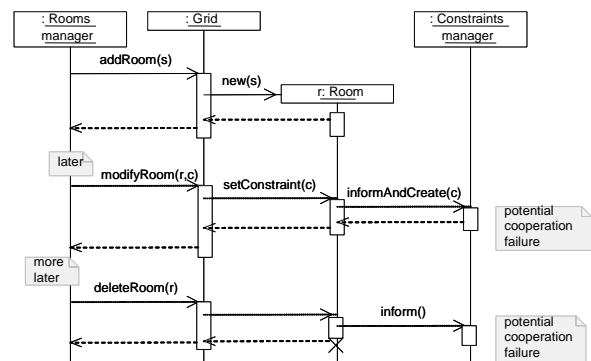 : Rooms
manager
: Grid
: Constraints
manager
addRoom(s)
new(s)
r: Room
later
modifyRoom(r,c)
setConstraint(c)
informAndCreate(c)
potential
cooperation
failure
more
later
deleteRoom(r)
inform()
potential
cooperation
failure